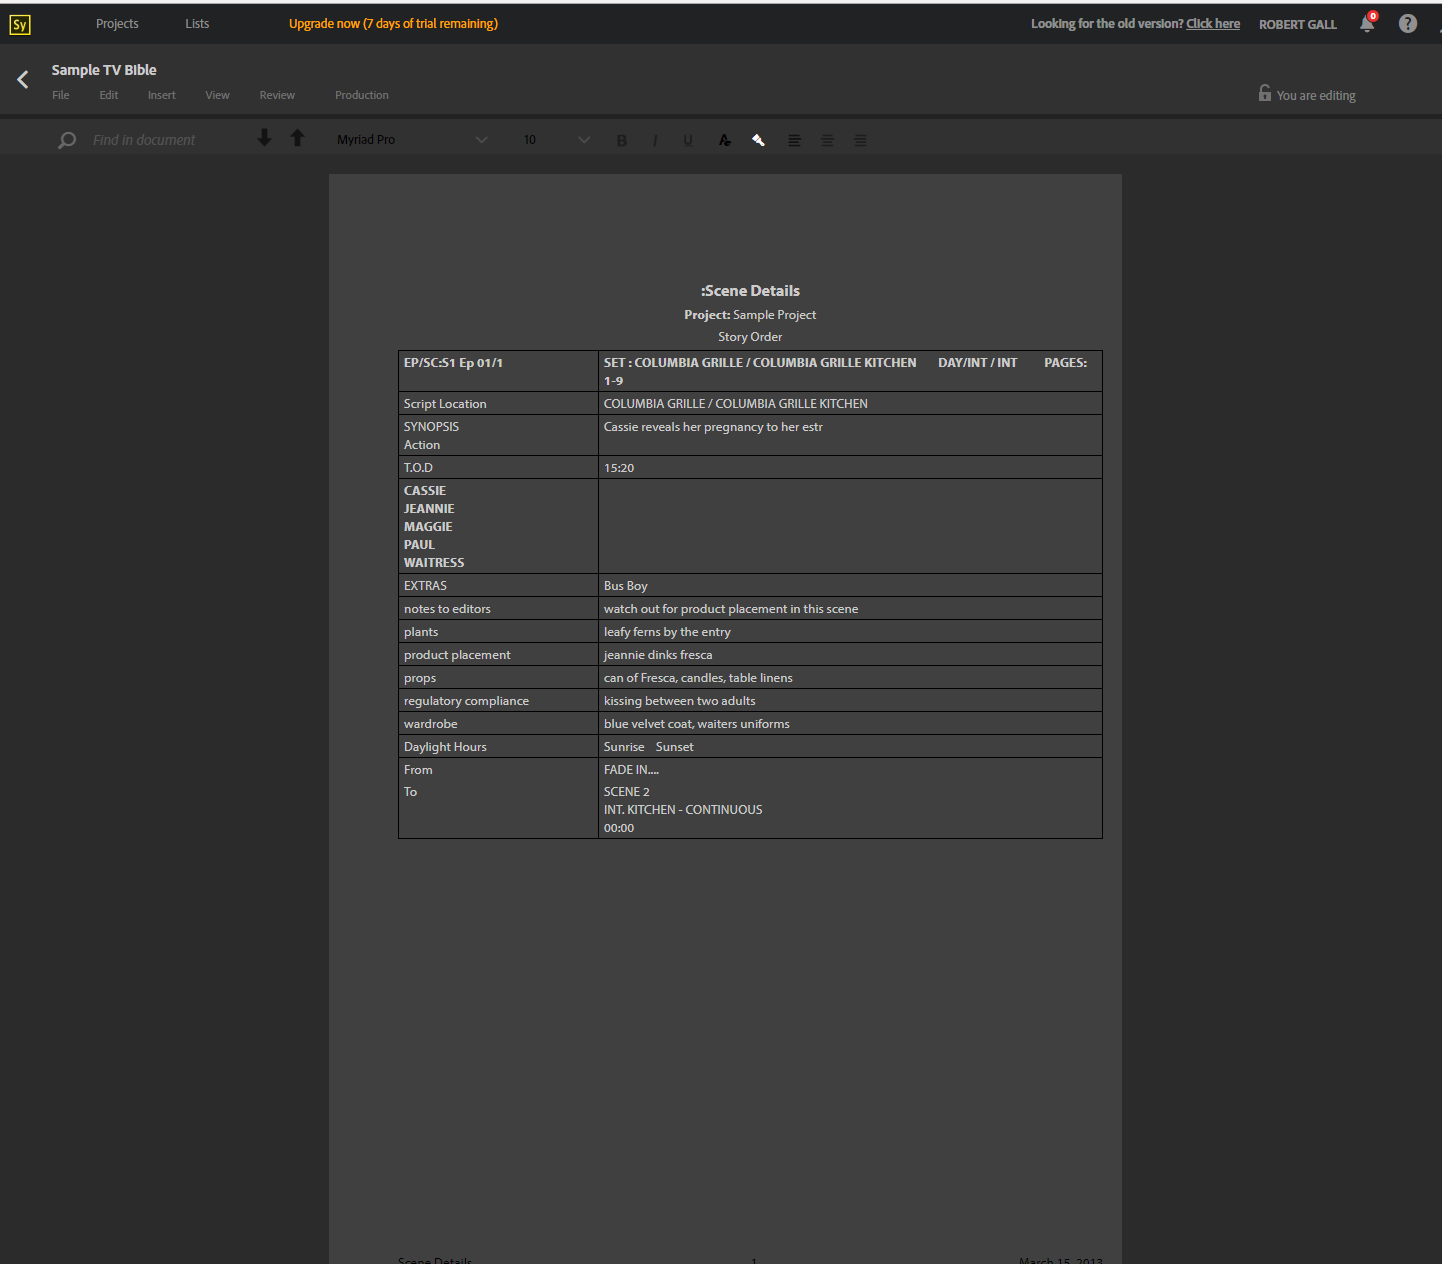 Sy Projects Lists Upgrade now (7 days of trial remaining) Looking for the old version? Click here ROBERT GALL 0 ?
Sample TV Bible
File Edit Insert View Review Production You are editing
Find in document Myriad Pro 10 B I U A
:Scene Details
Project: Sample Project
Story Order
EP/SC:S1 Ep 01/1 SET : COLUMBIA GRILLE / COLUMBIA GRILLE KITCHEN DAY/INT / INT PAGES:
1-9
Script Location COLUMBIA GRILLE / COLUMBIA GRILLE KITCHEN
SYNOPSIS Cassie reveals her pregnancy to her estr
Action
T.O.D 15:20
CASSIE
JEANNIE
MAGGIE
PAUL
WAITRESS
EXTRAS Bus Boy
notes to editors watch out for product placement in this scene
plants leafy ferns by the entry
product placement jeannie dinks fresca
props can of Fresca, candles, table linens
regulatory compliance kissing between two adults
wardrobe blue velvet coat, waiters uniforms
Daylight Hours Sunrise Sunset
From FADE IN....
To SCENE 2
INT. KITCHEN - CONTINUOUS
00:00
Scene Details 1 March 15, 2013